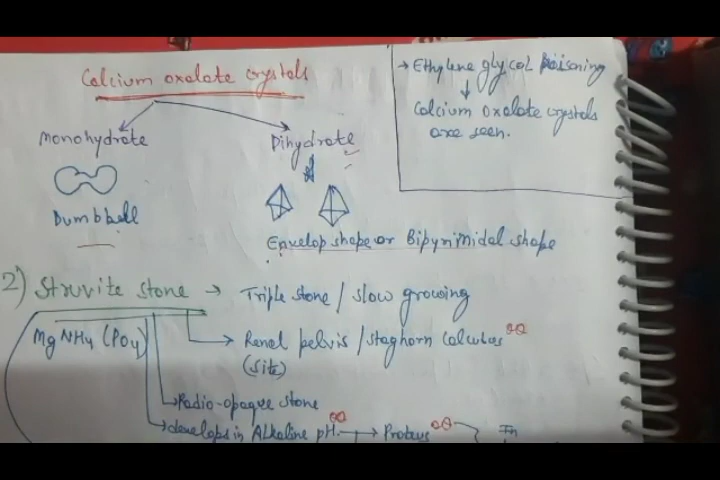 Calcium oxalate crystals
Monohydrate
Dumbbell
Dihydrate
Envelop shape or Bipyrimidal shape
→ Ethylene glycol Poisoning
↓
Calcium oxalate crystals
are seen.
2) Struvite stone → Triple stone / slow growing
MgNH4 (PO4)
→ Renal pelvis / staghorn calculus
(site)
→ Radio-opaque stone
→ develops in Alkaline pH. → Proteus
In